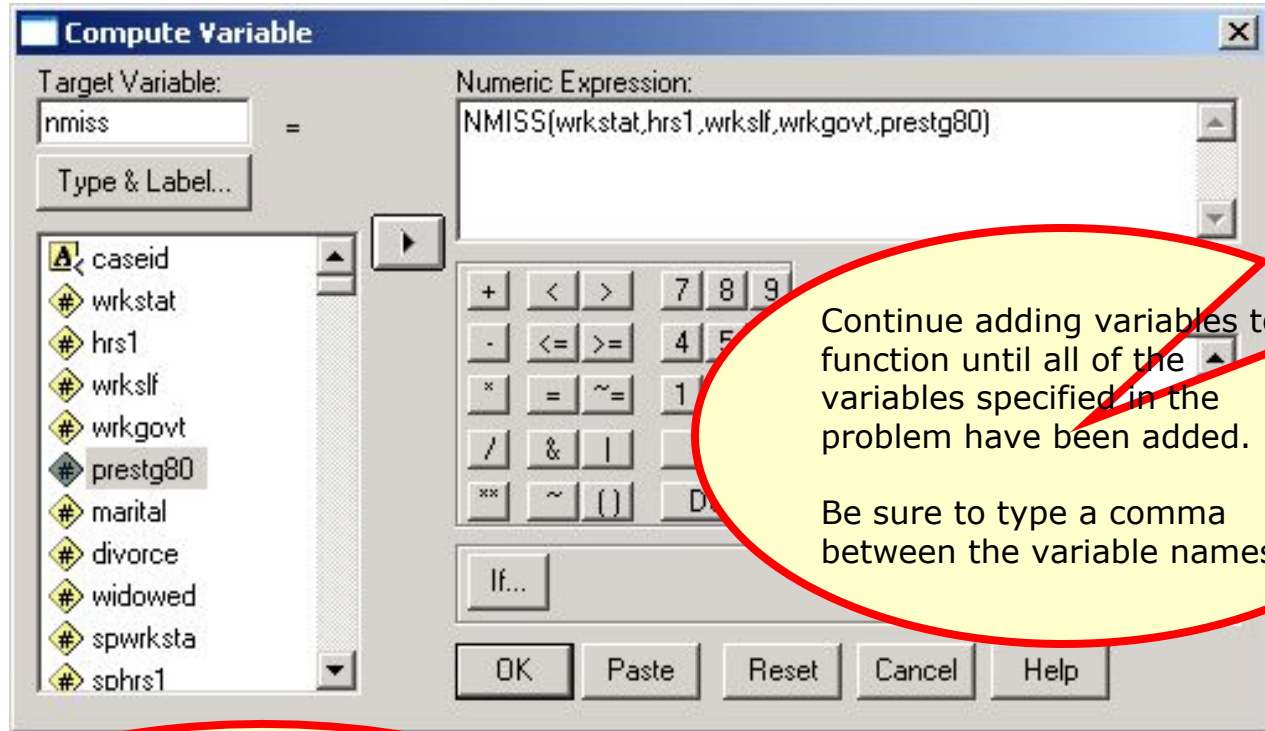 Compute Variable
Target Variable:
nmiss
=
Type & Label...
Numeric Expression:
NMISS(wrkstat,hrs1,wrkslf,wrkgovt,prestg80)
caseid
wrkstat
hrs1
wrkslf
wrkgovt
prestg80
marital
divorce
widowed
spwrksta
sphrs1
+ < > 7 8 9
- <= >= 4 5
* = ~= 1
/ & |
** ~ ()
If...
Continue adding variables to
function until all of the
variables specified in the
problem have been added.
Be sure to type a comma
between the variable names
OK Paste Reset Cancel Help